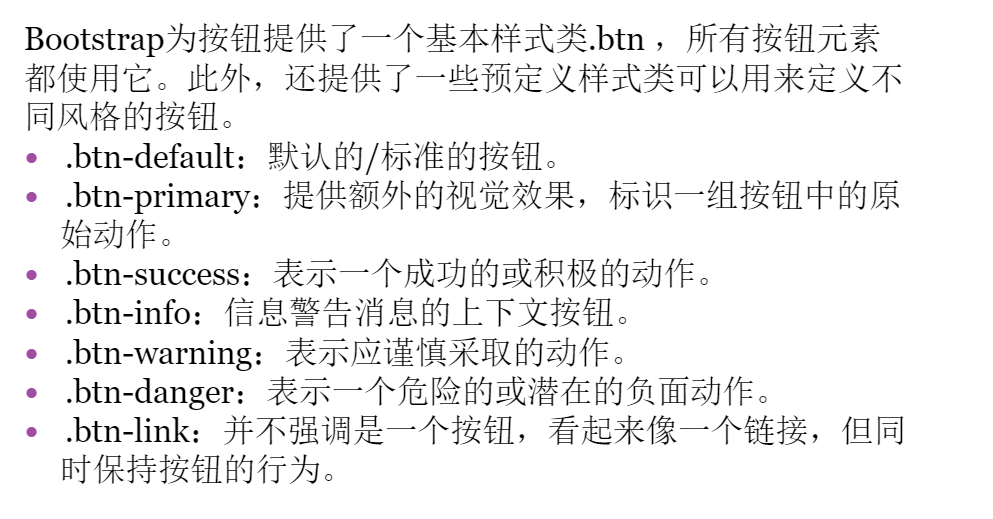 Bootstrap为按钮提供了一个基本样式类.btn ，所有按钮元素
都使用它。此外，还提供了一些预定义样式类可以用来定义不
同风格的按钮。
• .btn-default：默认的/标准的按钮。
• .btn-primary：提供额外的视觉效果，标识一组按钮中的原
始动作。
• .btn-success：表示一个成功的或积极的动作。
• .btn-info：信息警告消息的上下文按钮。
• .btn-warning：表示应谨慎采取的动作。
• .btn-danger：表示一个危险的或潜在的负面动作。
• .btn-link：并不强调是一个按钮，看起来像一个链接，但同
时保持按钮的行为。